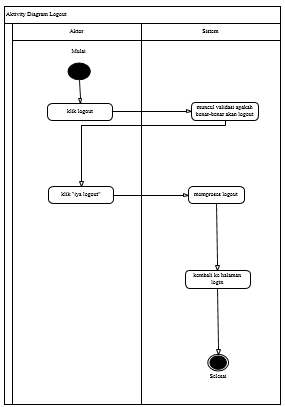 Aktivity Diagram Logout
Aktor
Sistem
Mulai
klik logout
muncul validasi apakah
benar-benar akan logout
klik "iya logout"
memproses logout
kembali ke halaman
login
Selesai